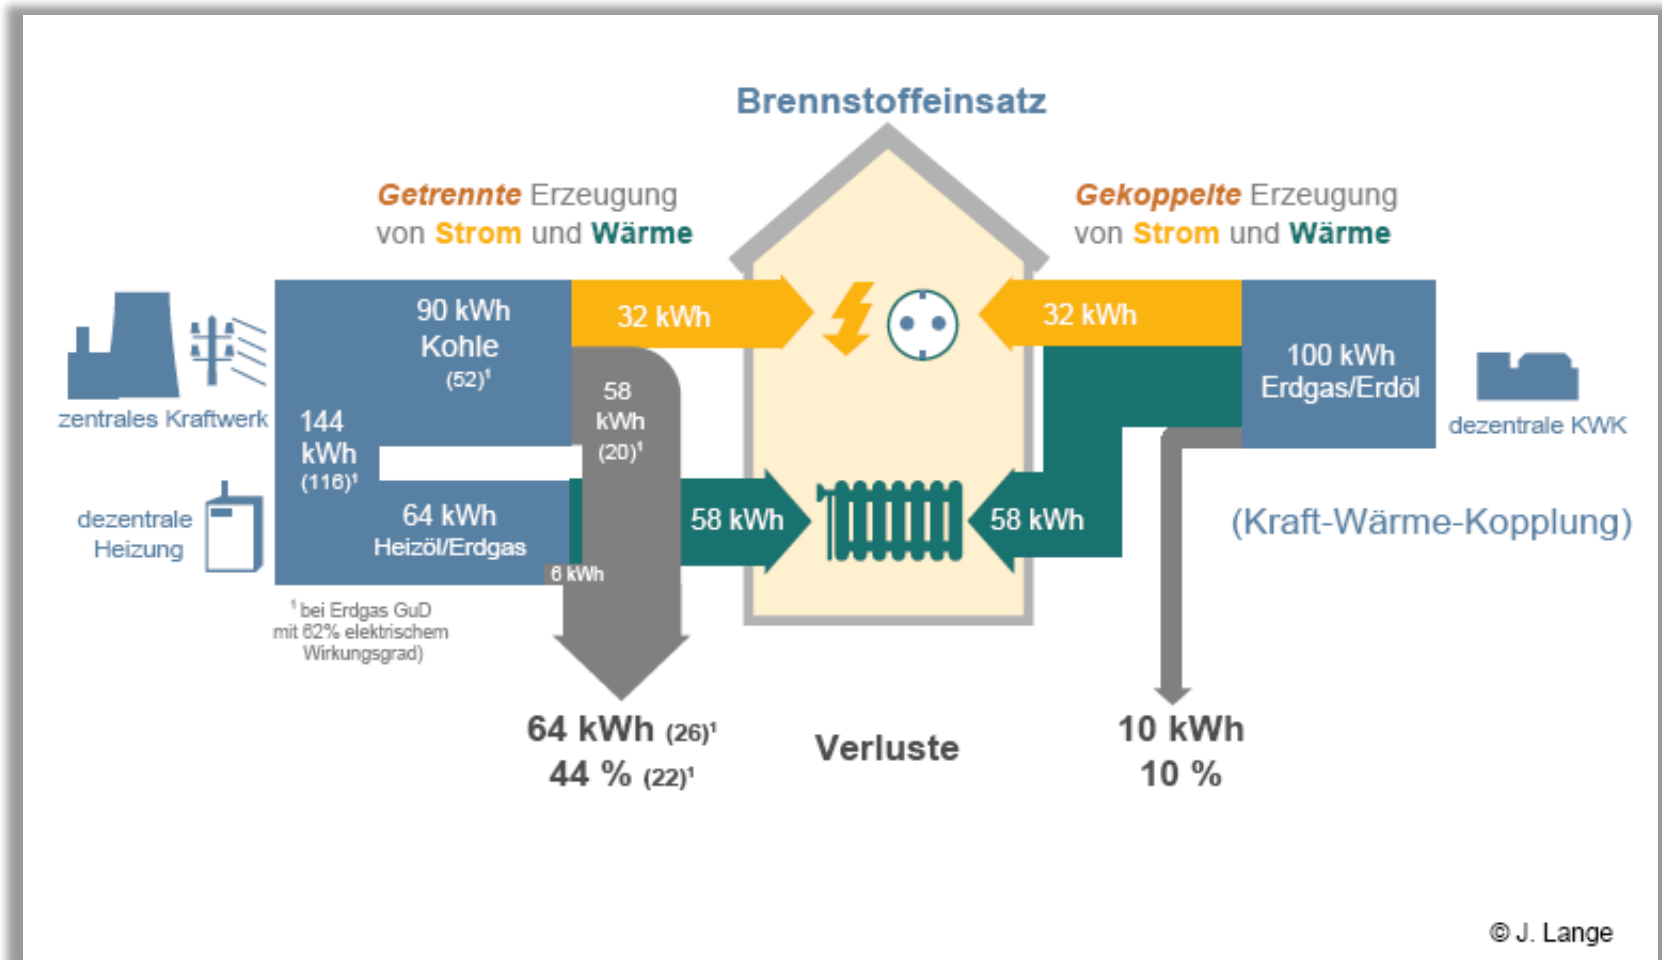 Brennstoffeinsatz
Getrennte Erzeugung
von Strom und Wärme
Gekoppelte Erzeugung
von Strom und Wärme
zentrales Kraftwerk
dezentrale
Heizung
144
kWh
(116)¹
90 kWh
Kohle
(52)¹
64 kWh
Heizöl/Erdgas
32 kWh
58
kWh
(20)¹
58 kWh
6 kWh
32 kWh
58 kWh
100 kWh
Erdgas/Erdöl
dezentrale KWK
(Kraft-Wärme-Kopplung)
¹ bei Erdgas GuD
mit 62% elektrischem
Wirkungsgrad)
64 kWh (26)¹
44 % (22)¹
Verluste
10 kWh
10 %
© J. Lange